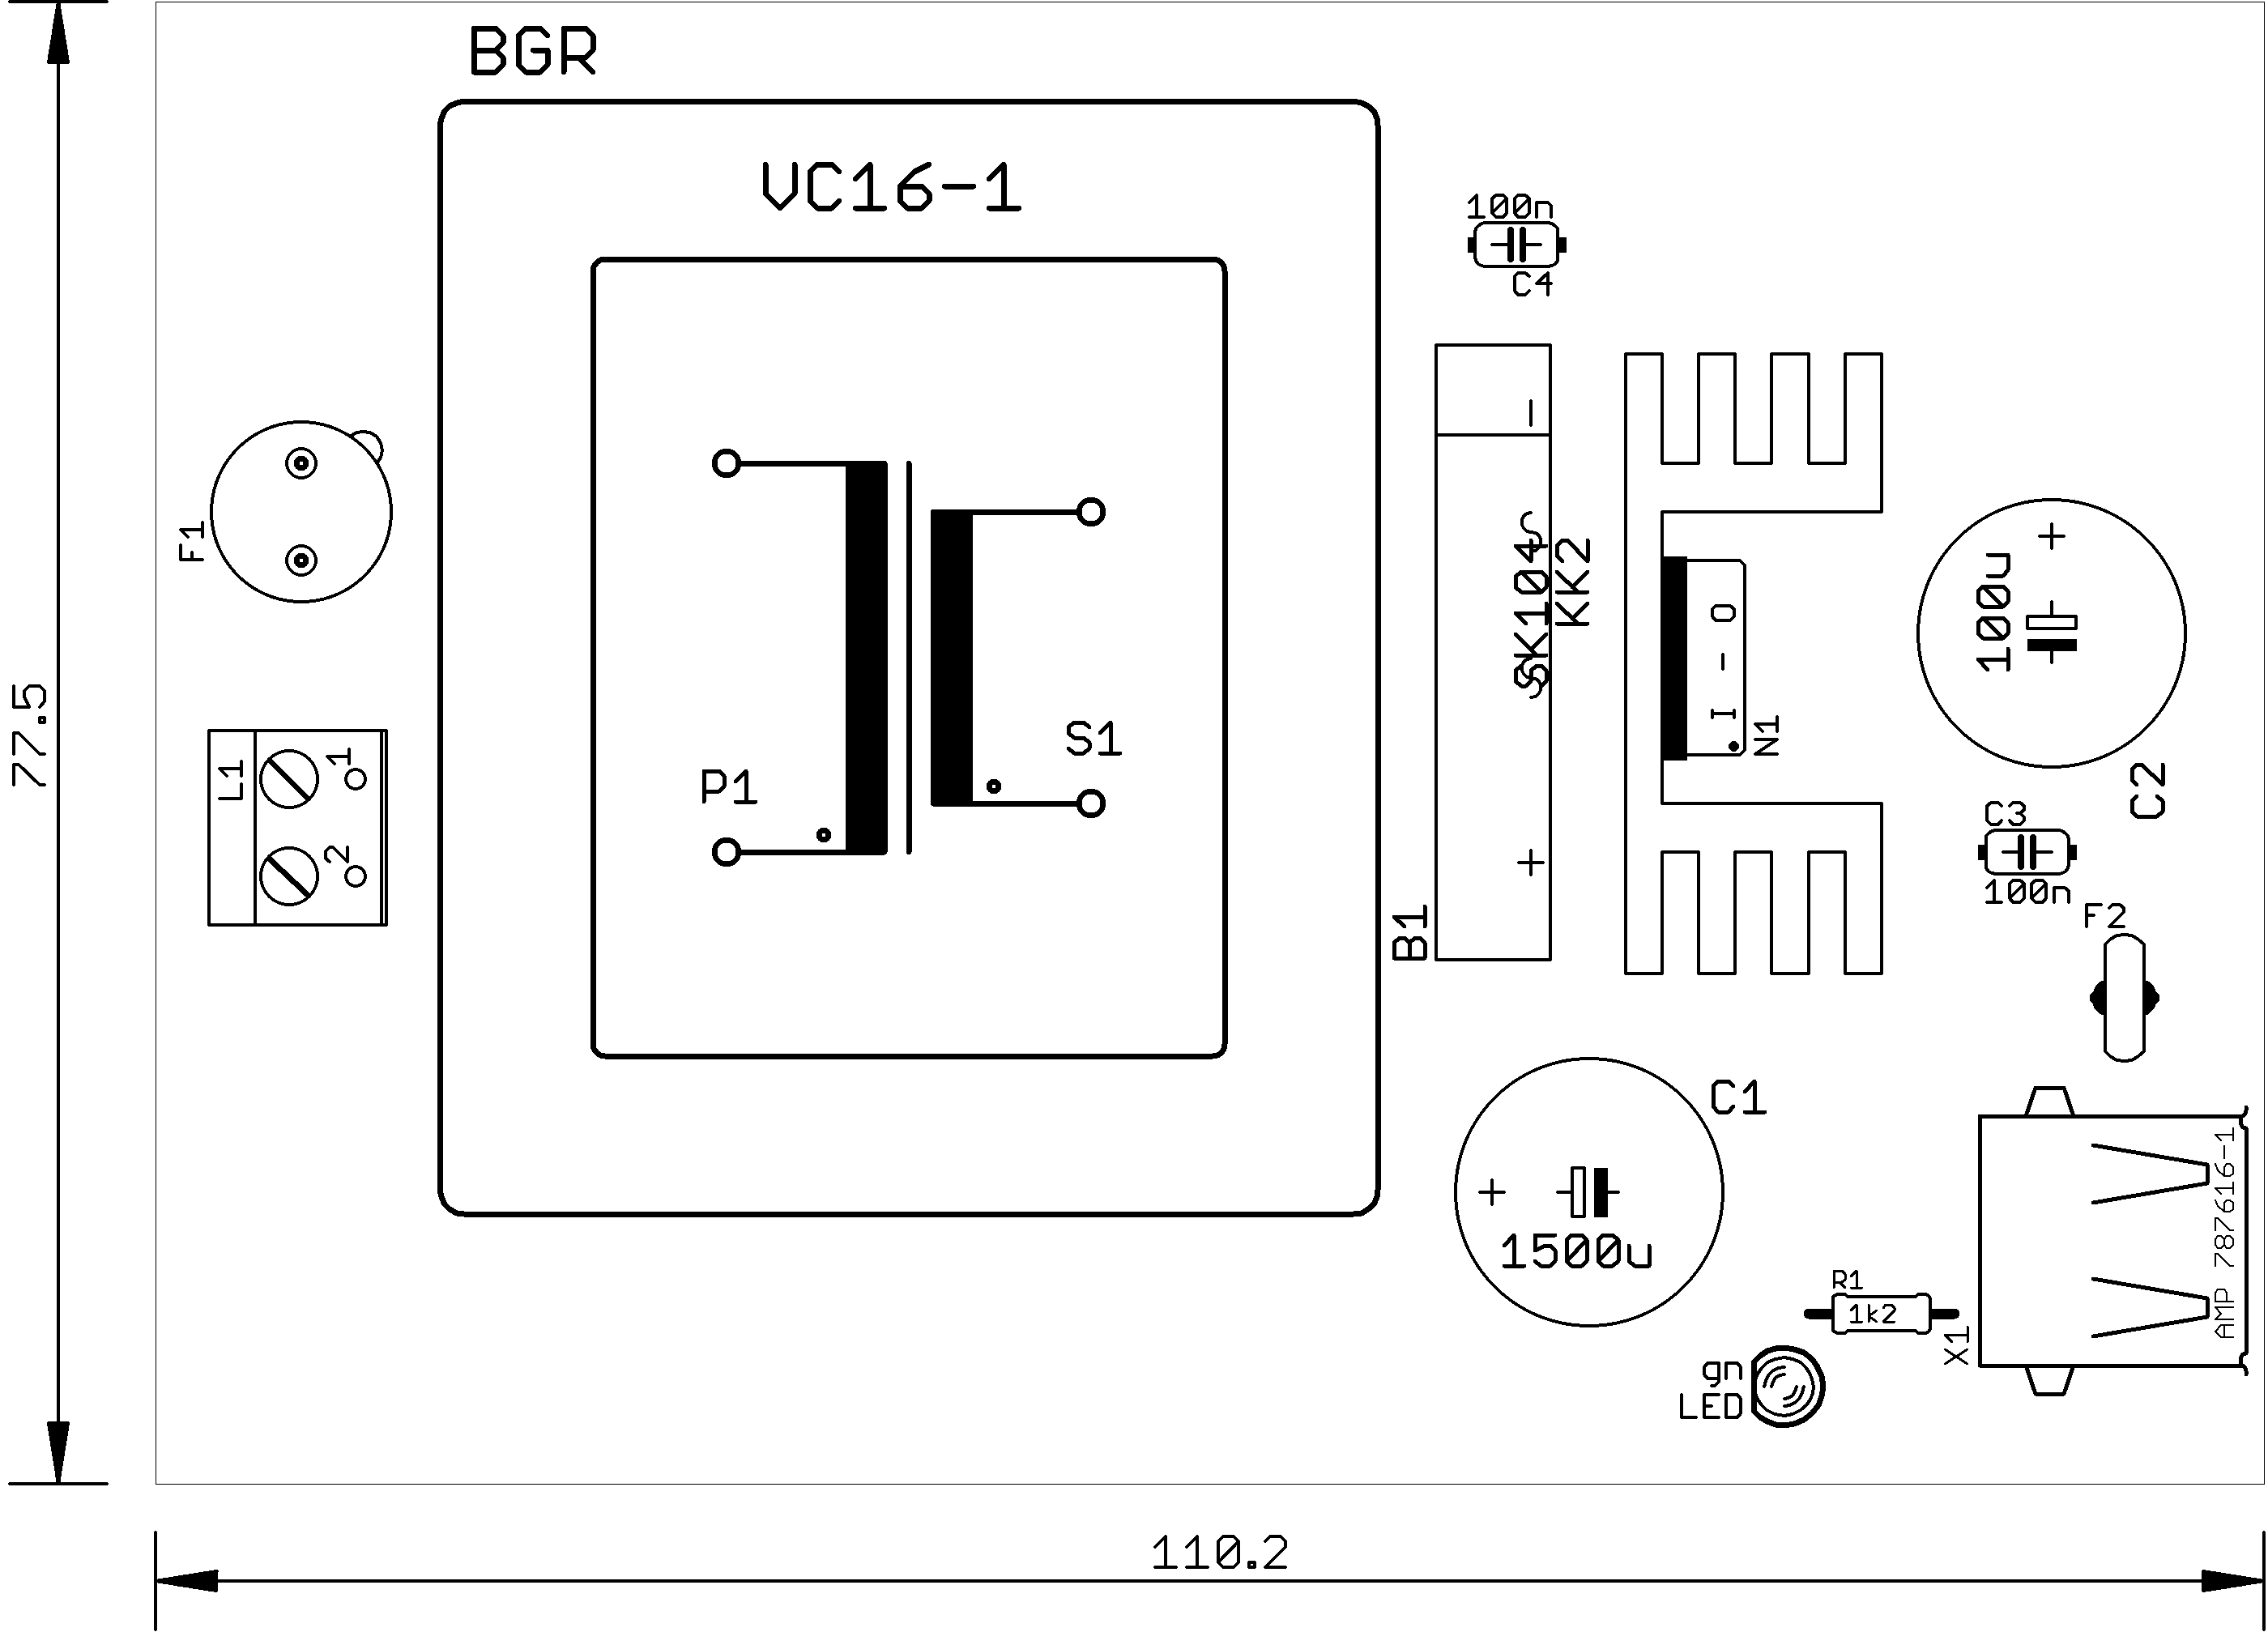 BGR
VC16-1
100n
C4
F1
SK104
KK2
O
-
I
N1
+
100u
C2
77.5
L1
1
2
P1
S1
-
~
~
+
B1
C3
100n
F2
C1
+
1500u
R1
1k2
X1
AMP 787616-1
gn
LED
110.2